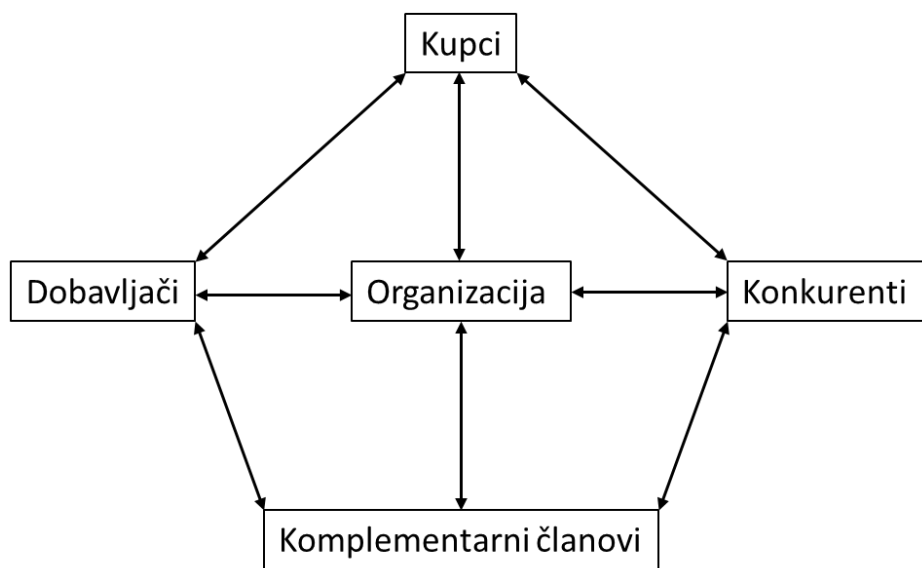 Kupci
Dobavljači
Organizacija
Konkurenti
Komplementarni članovi